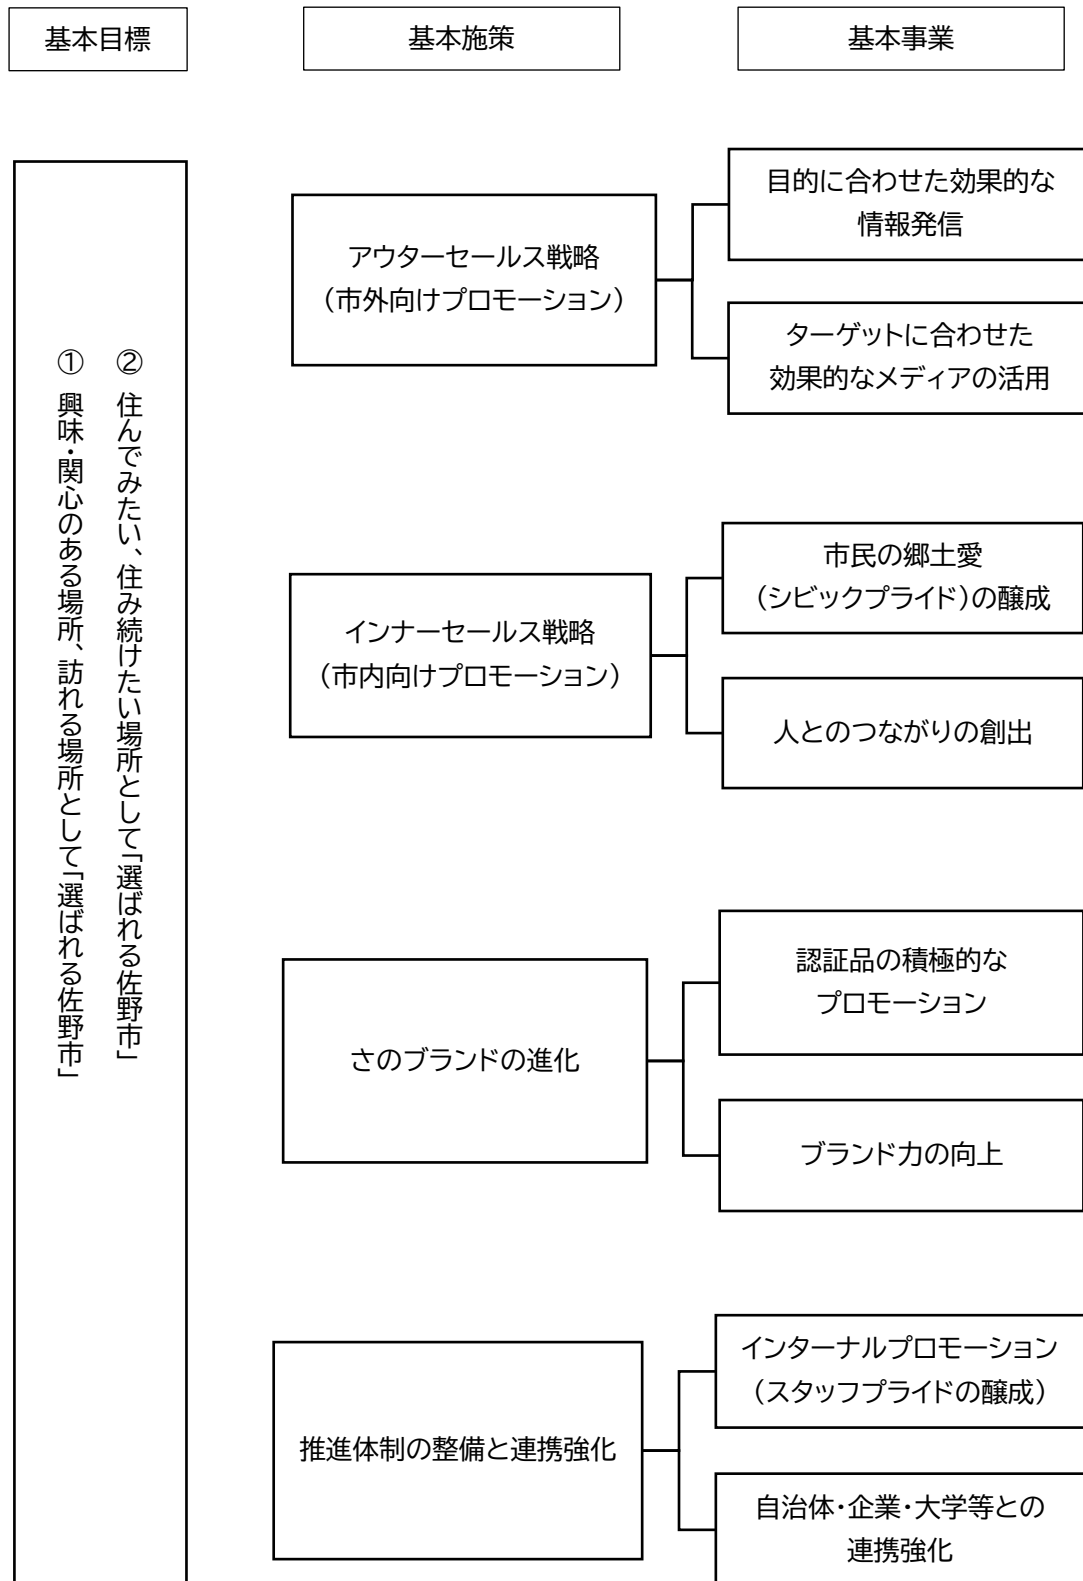 基本目標
基本施策
基本事業
② 住んでみたい、住み続けたい場所として「選ばれる佐野市」
① 興味・関心のある場所、訪れる場所として「選ばれる佐野市」
アウターセールス戦略
（市外向けプロモーション）
目的に合わせた効果的な
情報発信
ターゲットに合わせた
効果的なメディアの活用
インナーセールス戦略
（市内向けプロモーション）
市民の郷土愛
（シビックプライド）の醸成
人とのつながりの創出
さのブランドの進化
認証品の積極的な
プロモーション
ブランド力の向上
推進体制の整備と連携強化
インターナルプロモーション
（スタッフプライドの醸成）
自治体・企業・大学等との
連携強化